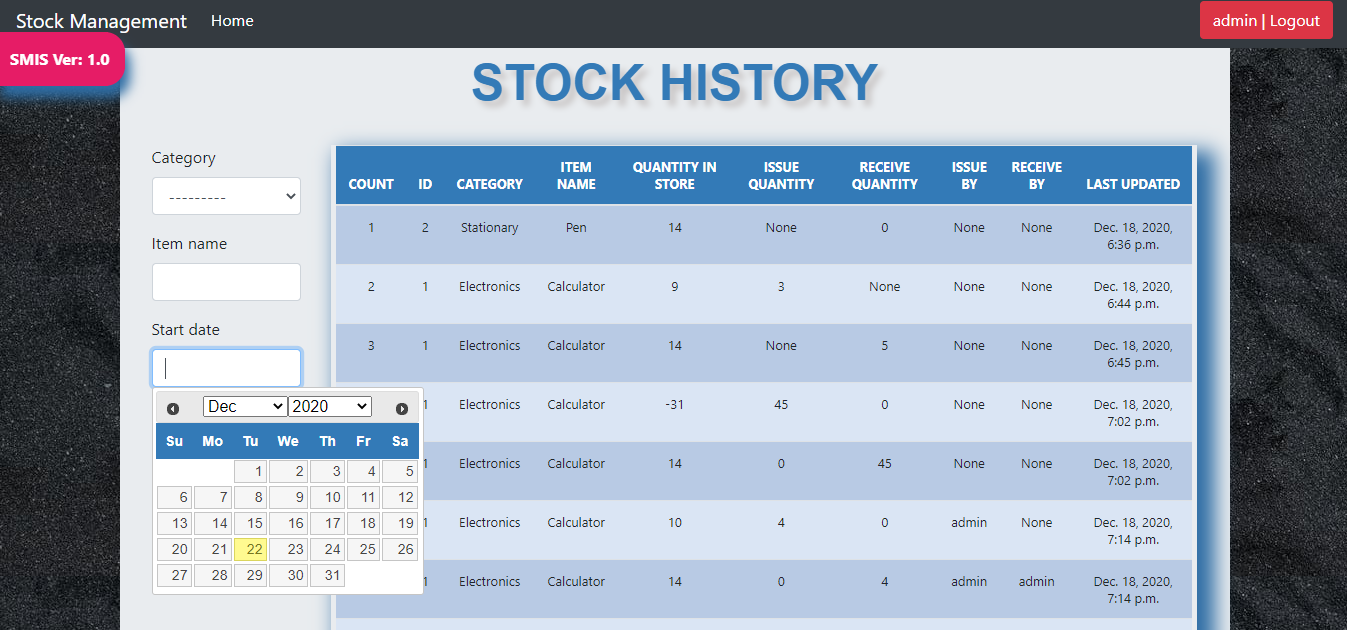 Stock Management Home admin | Logout
SMIS Ver: 1.0
STOCK HISTORY
Category
---------
Item name
Start date
Dec 2020
Su Mo Tu We Th Fr Sa
1 2 3 4 5
6 7 8 9 10 11 12
13 14 15 16 17 18 19
20 21 22 23 24 25 26
27 28 29 30 31
COUNT ID CATEGORY ITEM NAME QUANTITY IN STORE ISSUE QUANTITY RECEIVE QUANTITY ISSUE BY RECEIVE BY LAST UPDATED
1 2 Stationary Pen 14 None 0 None None Dec. 18, 2020, 6:36 p.m.
2 1 Electronics Calculator 9 3 None None None Dec. 18, 2020, 6:44 p.m.
3 1 Electronics Calculator 14 None 5 None None Dec. 18, 2020, 6:45 p.m.
1 Electronics Calculator -31 45 0 None None Dec. 18, 2020, 7:02 p.m.
1 Electronics Calculator 14 0 45 None None Dec. 18, 2020, 7:02 p.m.
1 Electronics Calculator 10 4 0 admin None Dec. 18, 2020, 7:14 p.m.
1 Electronics Calculator 14 0 4 admin admin Dec. 18, 2020, 7:14 p.m.